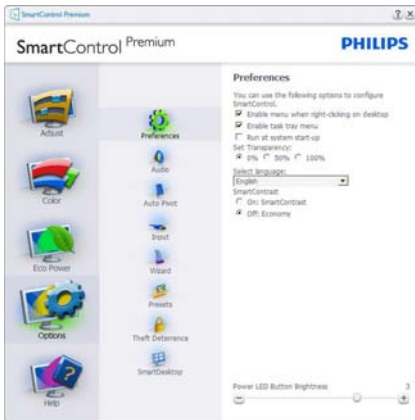 SmartControl Premium
SmartControl Premium
PHILIPS
Adjust
Color
Eco Power
Options
Help
Preferences
Audio
Auto Pivot
Input
Wizard
Presets
Theft Deterrence
SmartDesktop
Preferences
You can use the following options to configure
SmartControl.
Enable menu when right-clicking on desktop
Enable task tray menu
Run at system start-up
Set Transparency:
0% 50% 100%
Select language:
English
SmartContrast
On: SmartContrast
Off: Economy
Power LED Button Brightness 3